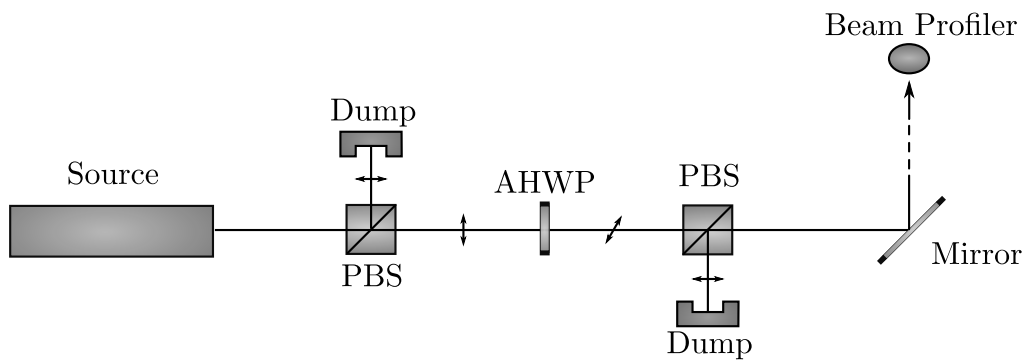 Beam Profiler
Dump
Source
AHWP
PBS
PBS
Mirror
Dump